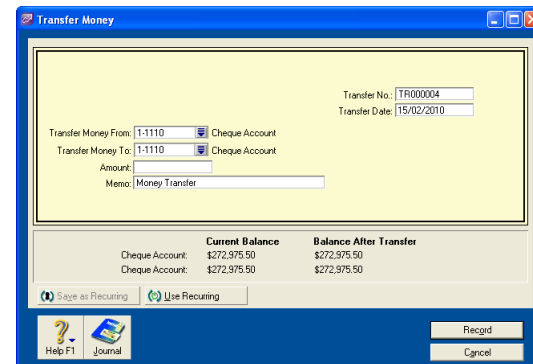 Transfer Money
Transfer No.: TR000004
Transfer Date: 15/02/2010
Transfer Money From: 1-1110 Cheque Account
Transfer Money To: 1-1110 Cheque Account
Amount:
Memo: Money Transfer
Current Balance Balance After Transfer
Cheque Account: $272,975.50 $272,975.50
Cheque Account: $272,975.50 $272,975.50
Save as Recurring Use Recurring
Help F1 Journal
Record
Cancel